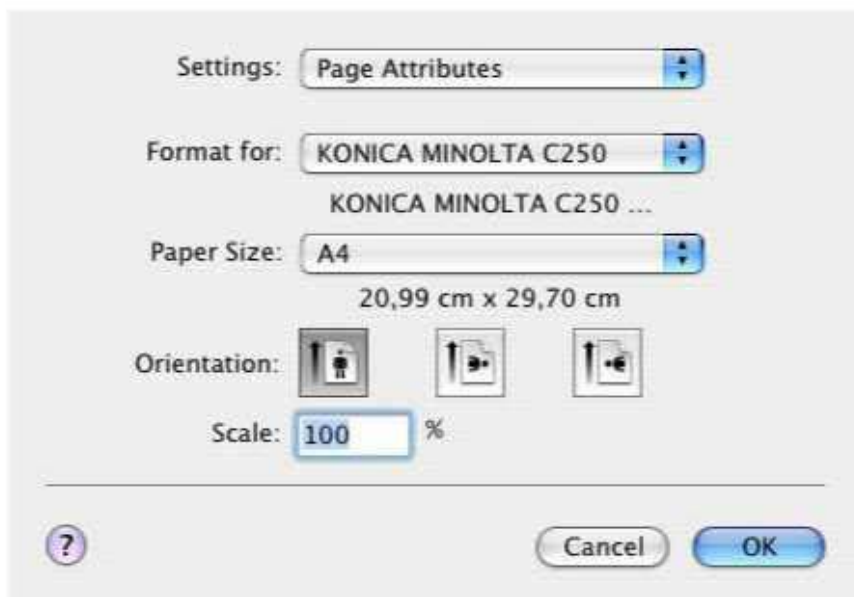 Settings: Page Attributes
Format for: KONICA MINOLTA C250
KONICA MINOLTA C250 ...
Paper Size: A4
20,99 cm x 29,70 cm
Orientation:
Scale: 100 %
? Cancel OK